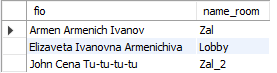 fio name_room
Armen Armenich Ivanov Zal
Elizaveta Ivanovna Armenichiva Lobby
John Cena Tu-tu-tu-tu Zal_2